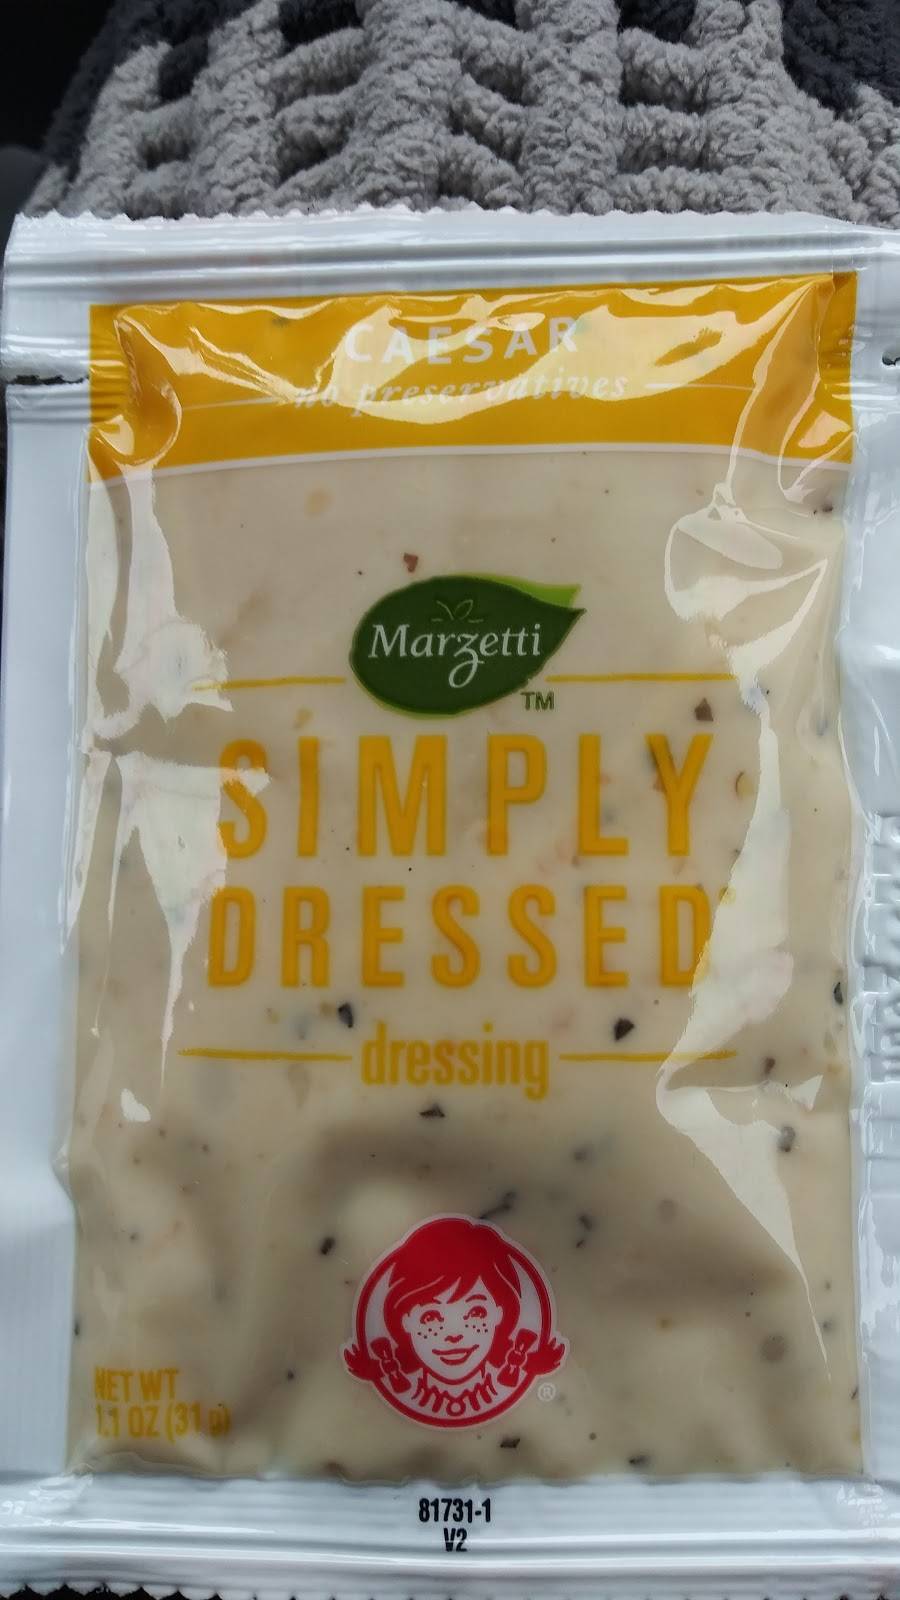 CAESAR
no preservatives
Marzetti
TM
SIMPLY
DRESSED
dressing
NET WT
1.1 OZ (31 g)
®
81731-1
V2